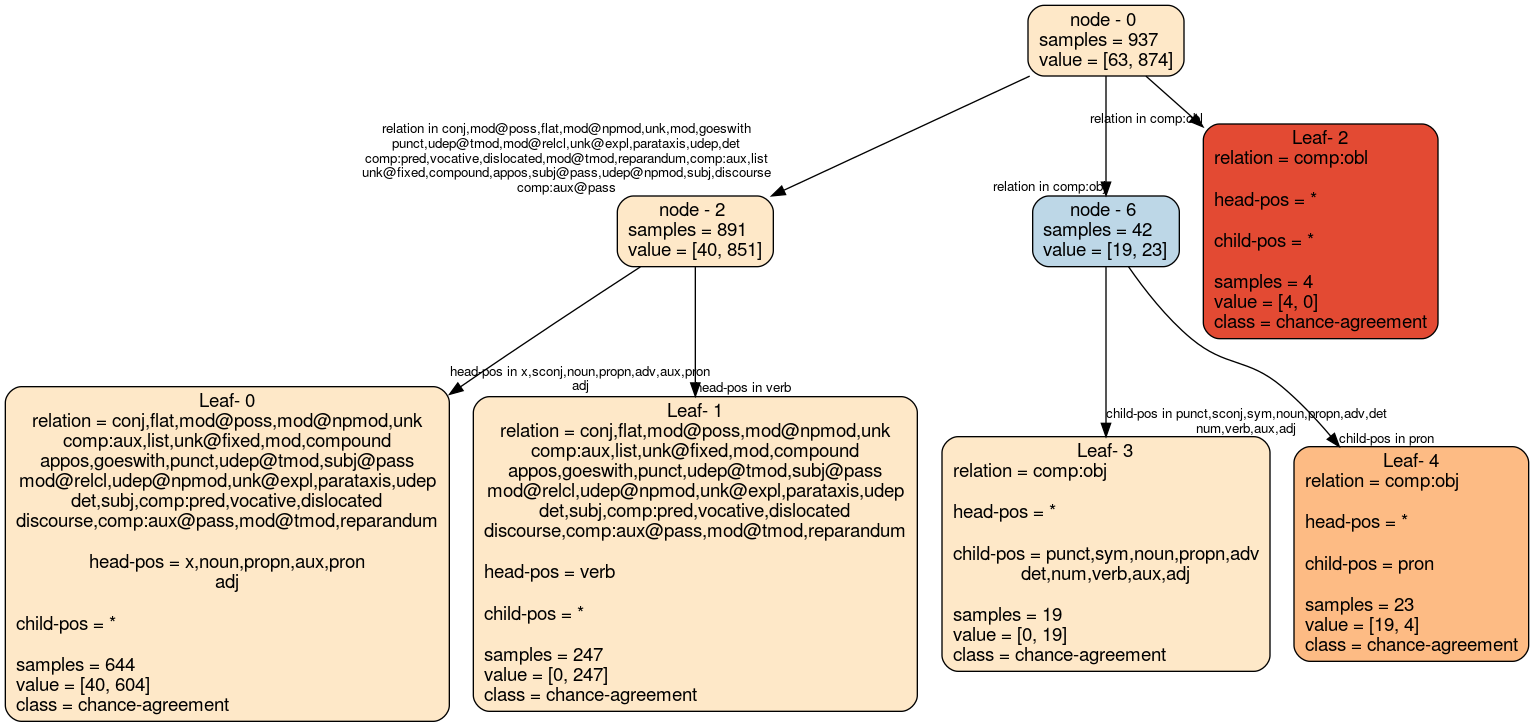 node - 0
samples = 937
value = [63, 874]
relation in conj,mod@poss,flat,mod@npmod,unk,mod,goeswith
punct,udep@tmod,mod@relcl,unk@expl,parataxis,udep,det
comp:pred,vocative,dislocated,mod@tmod,reparandum,comp:aux,list
unk@fixed,compound,appos,subj@pass,udep@npmod,subj,discourse
comp:aux@pass
relation in comp:obj
relation in comp:obl
node - 2
samples = 891
value = [40, 851]
node - 6
samples = 42
value = [19, 23]
Leaf- 2
relation = comp:obl
head-pos = *
child-pos = *
samples = 4
value = [4, 0]
class = chance-agreement
head-pos in x,sconj,noun,propn,adv,aux,pron
adj
head-pos in verb
child-pos in punct,sconj,sym,noun,propn,adv,det
num,verb,aux,adj
child-pos in pron
Leaf- 0
relation = conj,flat,mod@poss,mod@npmod,unk
comp:aux,list,unk@fixed,mod,compound
appos,goeswith,punct,udep@tmod,subj@pass
mod@relcl,udep@npmod,unk@expl,parataxis,udep
det,subj,comp:pred,vocative,dislocated
discourse,comp:aux@pass,mod@tmod,reparandum
head-pos = x,noun,propn,aux,pron
adj
child-pos = *
samples = 644
value = [40, 604]
class = chance-agreement
Leaf- 1
relation = conj,flat,mod@poss,mod@npmod,unk
comp:aux,list,unk@fixed,mod,compound
appos,goeswith,punct,udep@tmod,subj@pass
mod@relcl,udep@npmod,unk@expl,parataxis,udep
det,subj,comp:pred,vocative,dislocated
discourse,comp:aux@pass,mod@tmod,reparandum
head-pos = verb
child-pos = *
samples = 247
value = [0, 247]
class = chance-agreement
Leaf- 3
relation = comp:obj
head-pos = *
child-pos = punct,sym,noun,propn,adv
det,num,verb,aux,adj
samples = 19
value = [0, 19]
class = chance-agreement
Leaf- 4
relation = comp:obj
head-pos = *
child-pos = pron
samples = 23
value = [19, 4]
class = chance-agreement